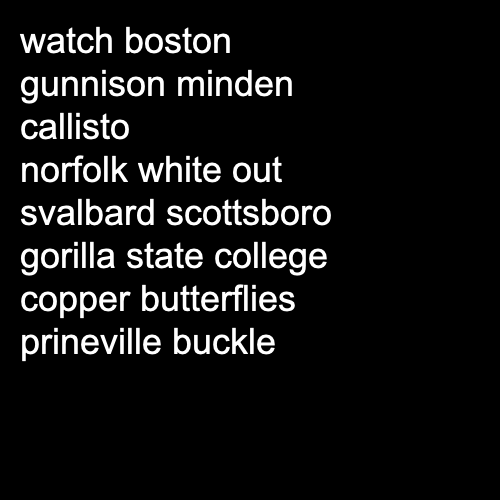 watch boston
gunnison minden
callisto
norfolk white out
svalbard scottsboro
gorilla state college
copper butterflies
prineville buckle